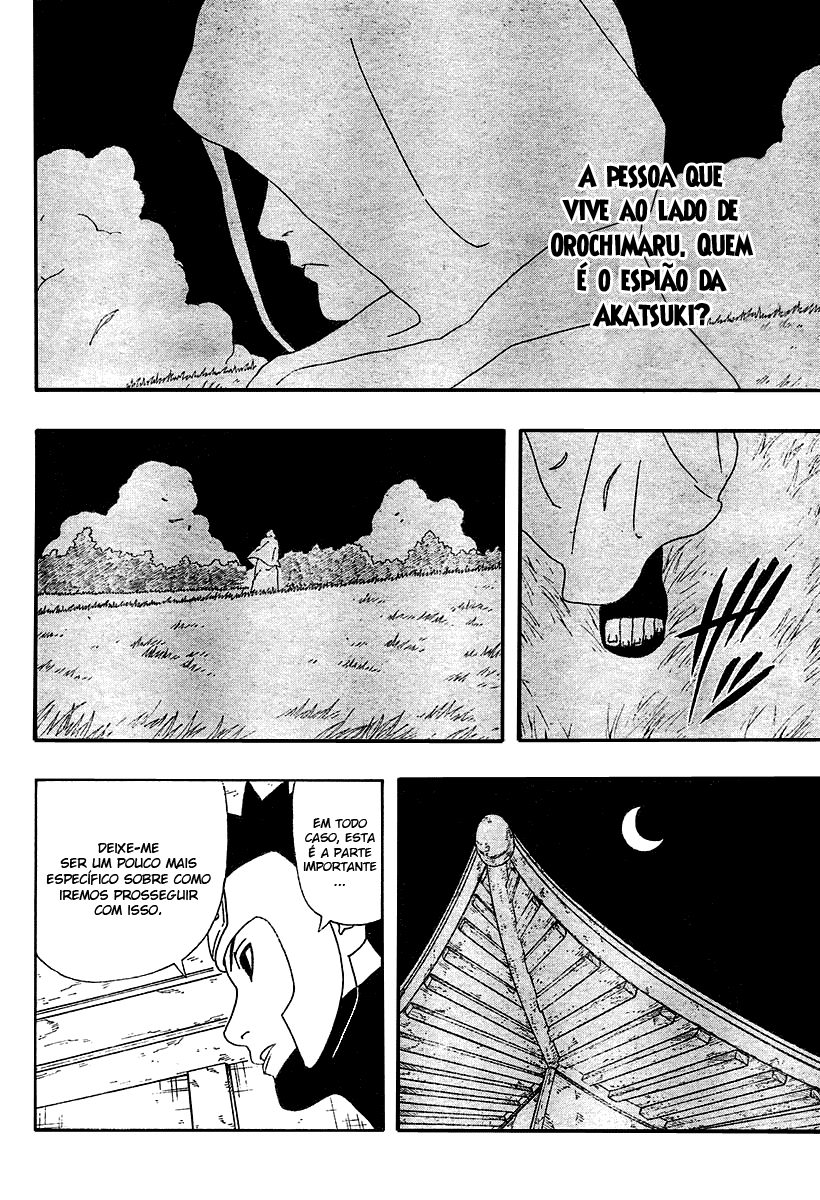 A PESSOA QUE
VIVE AO LADO DE
OROCHIMARU, QUEM
É O ESPIÃO DA
AKATSUKI?
EM TODO
CASO, ESTA
É A PARTE
IMPORTANTE
...
DEIXE-ME
SER UM POUCO MAIS
ESPECÍFICO SOBRE COMO
IREMOS PROSSEGUIR
COM ISSO.